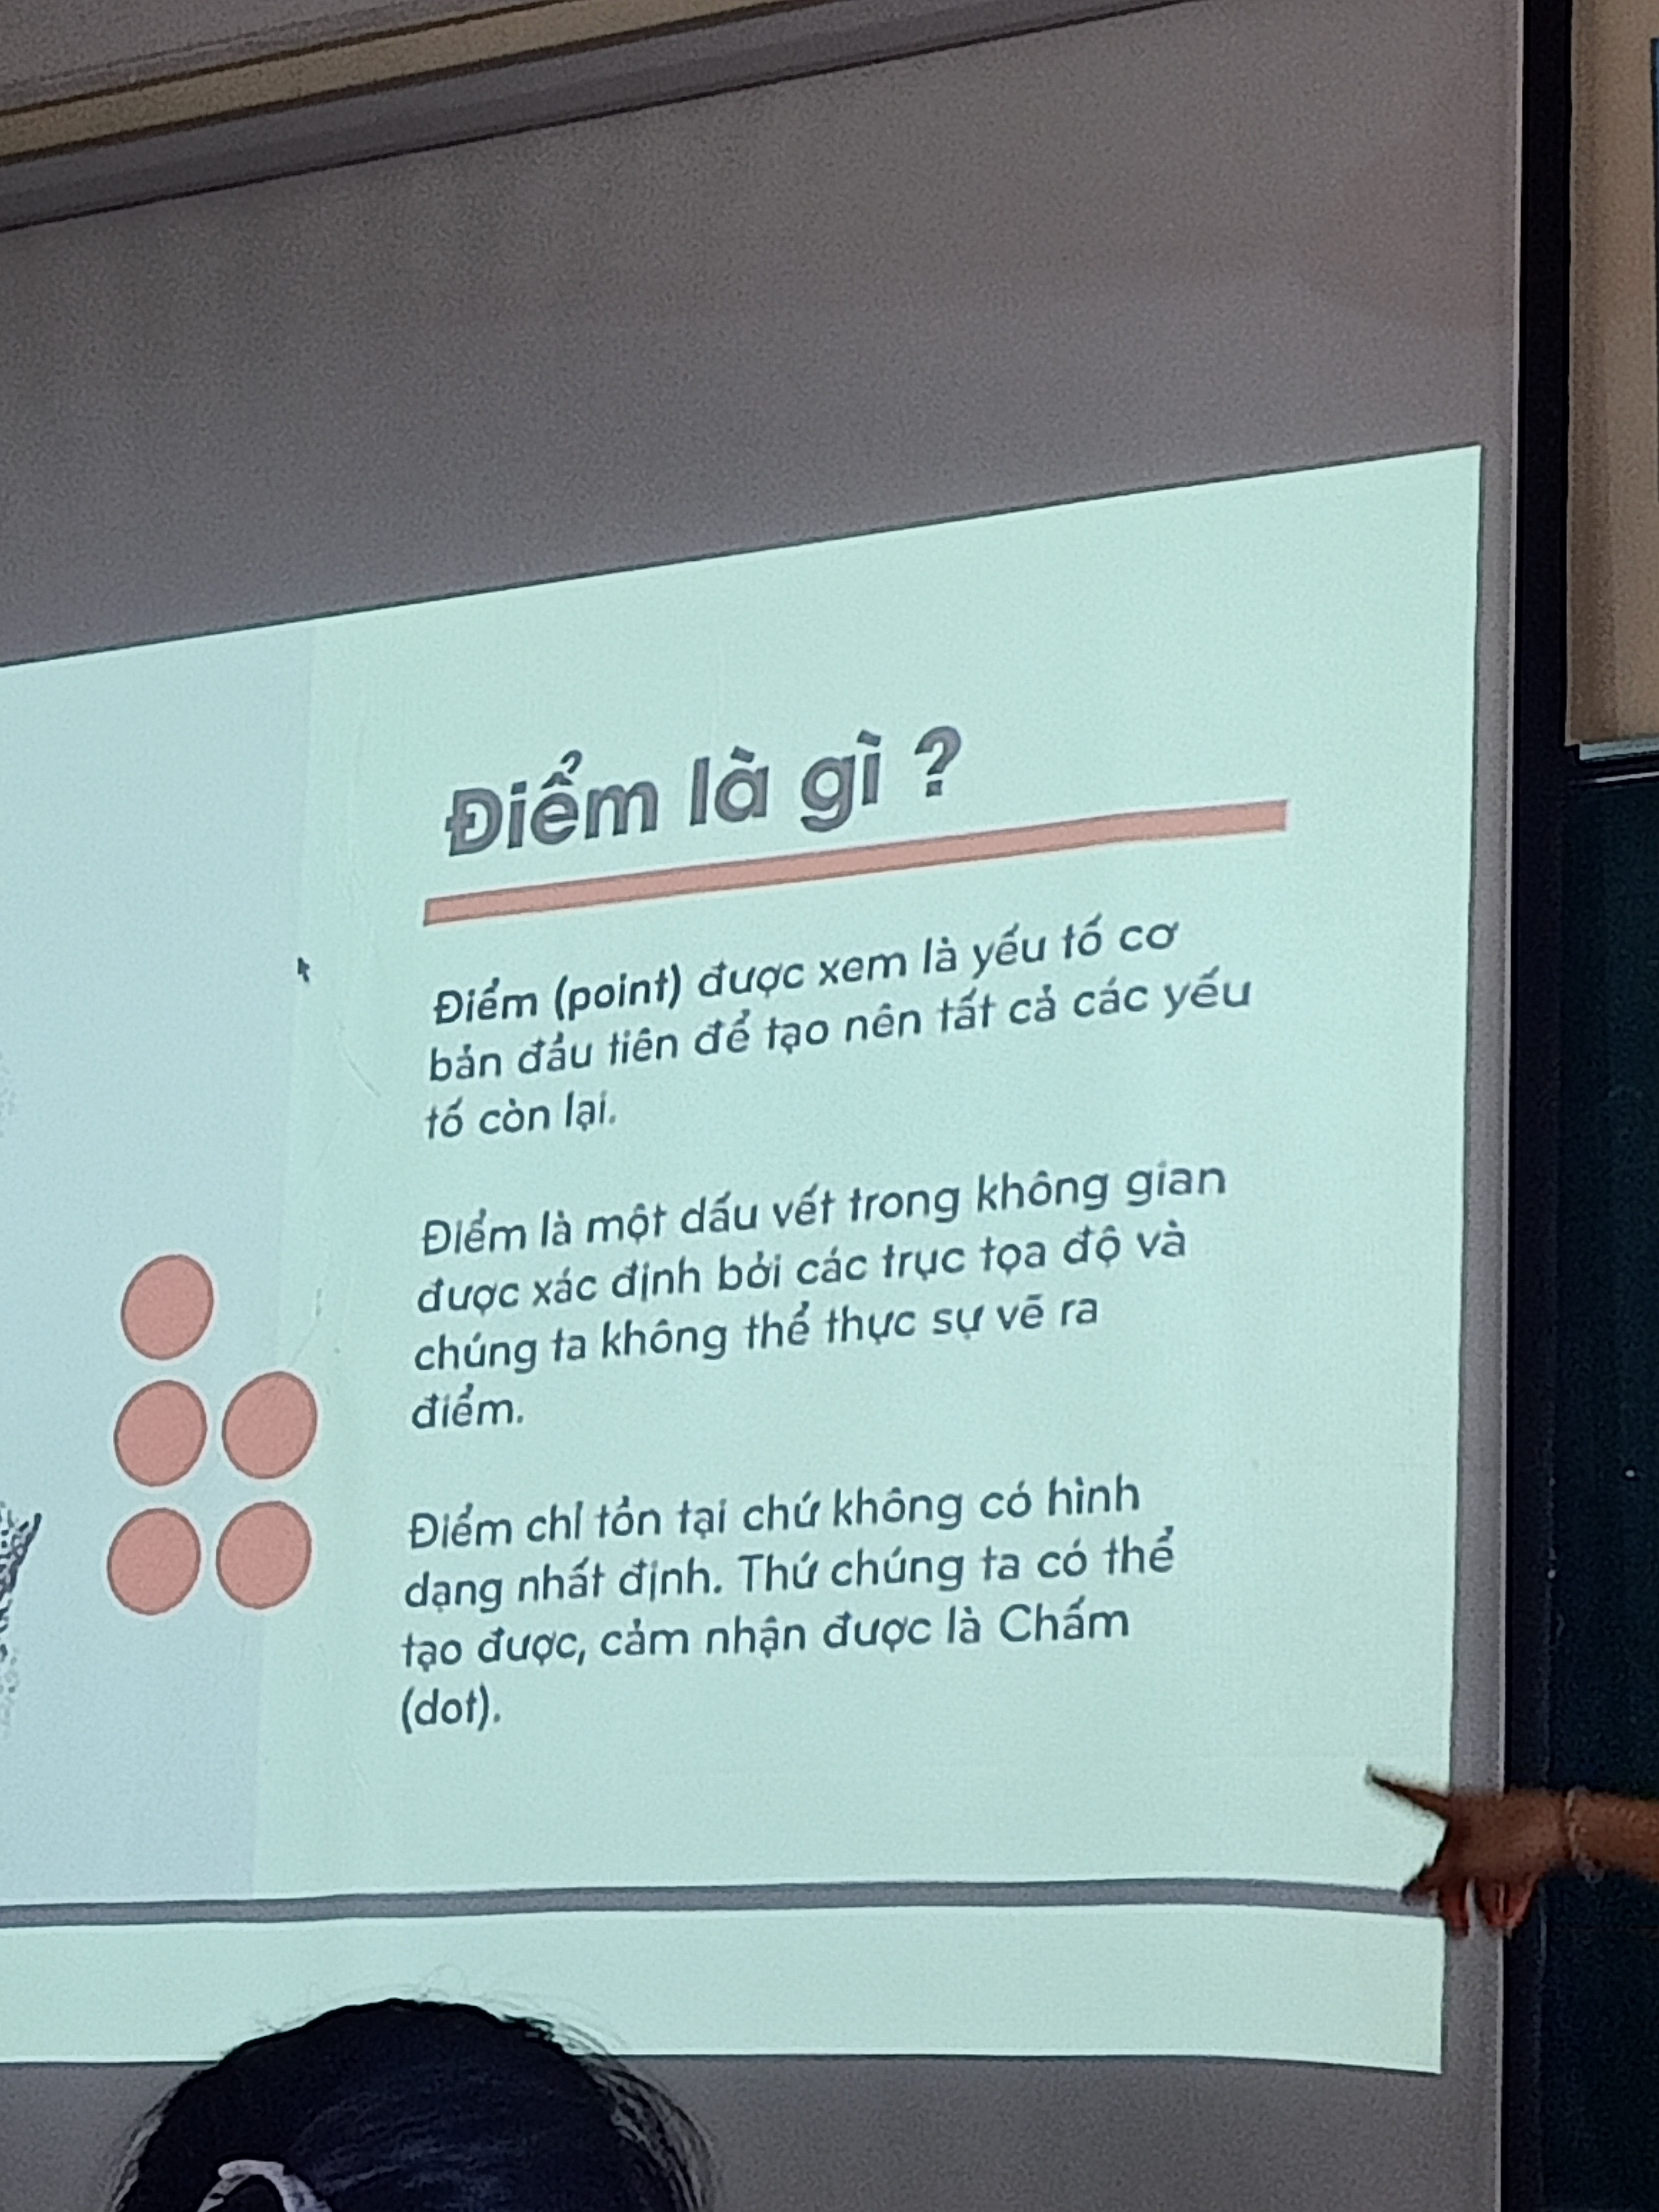 Điểm là gì ?
Điểm (point) được xem là yếu tố cơ
bản đầu tiên để tạo nên tất cả các yếu
tố còn lại.
Điểm là một dấu vết trong không gian
được xác định bởi các trục tọa độ và
chúng ta không thể thực sự vẽ ra
điểm.
Điểm chỉ tồn tại chứ không có hình
dạng nhất định. Thứ chúng ta có thể
tạo được, cảm nhận được là Chấm
(dot).